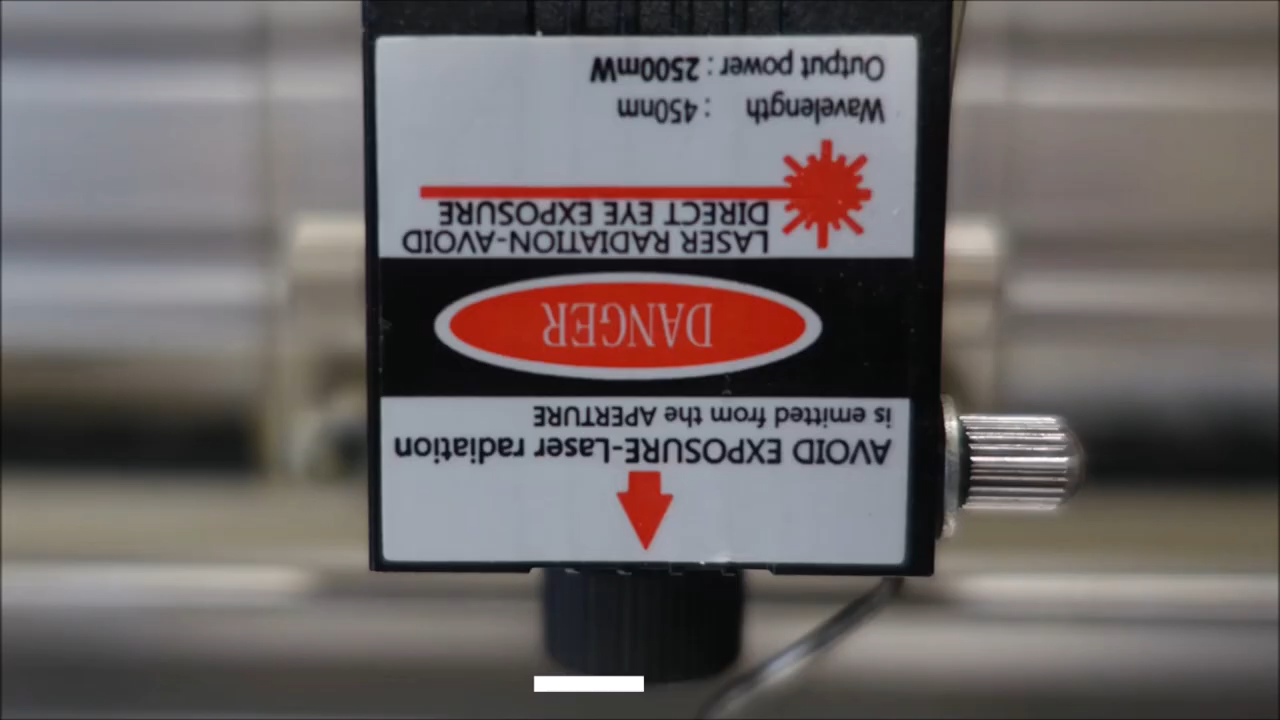 AVOID EXPOSURE-Laser radiation
is emitted from the APERTURE
DANGER
LASER RADIATION-AVOID
DIRECT EYE EXPOSURE
Wavelength : 450nm
Output power : 2500mW